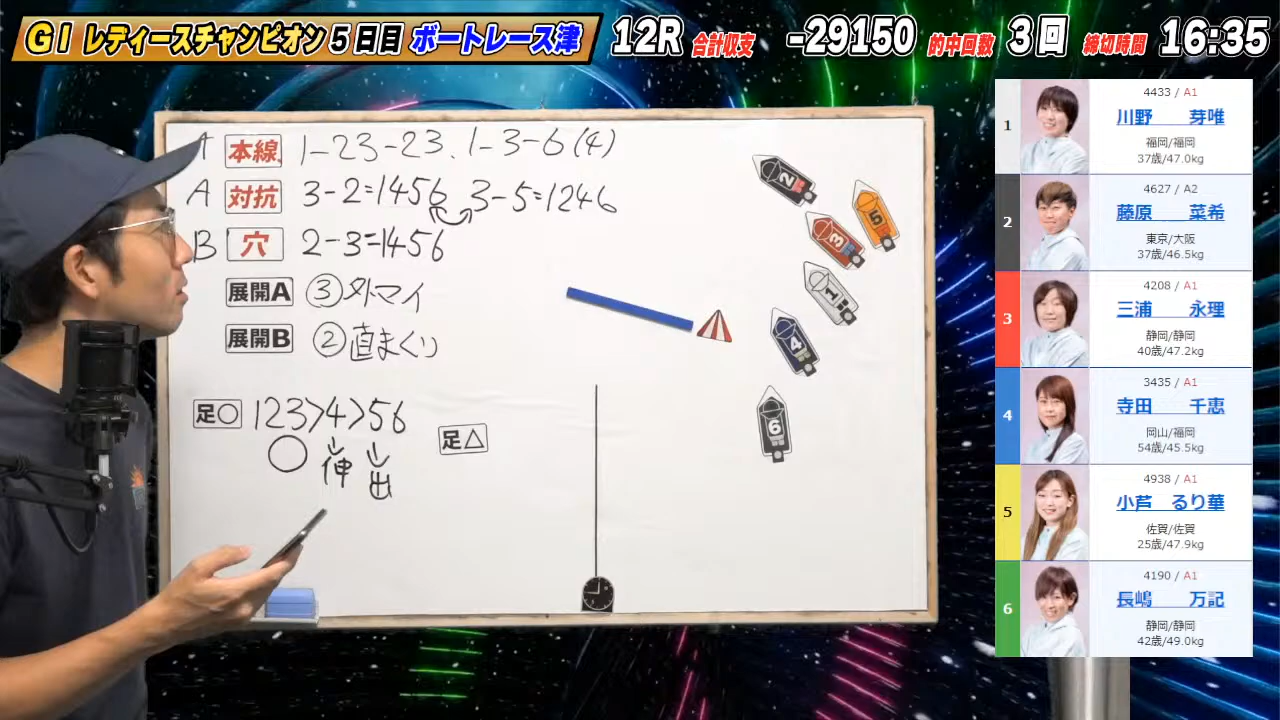 G I レディースチャンピオン 5 日目 ボートレース津 12R 合計収支 -29150 的中回数 3 回 締切時間 16:35
A 本線 1-23-23. 1-3-6(4)
A 対抗 3-2=1456 3-5=1246
B 穴 2-3=1456
展開A ③外マイ
展開B ②直まくり
足○ 123>4>56
○ 伸 出
足△
2
5
3
1
4
6
1
4433 / A1
川野 芽唯
福岡/福岡
37歳/47.0kg
2
4627 / A2
藤原 菜希
東京/大阪
37歳/46.5kg
3
4208 / A1
三浦 永理
静岡/静岡
40歳/47.2kg
4
3435 / A1
寺田 千恵
岡山/福岡
54歳/45.5kg
5
4938 / A1
小芦 るり華
佐賀/佐賀
25歳/47.9kg
6
4190 / A1
長嶋 万記
静岡/静岡
42歳/49.0kg